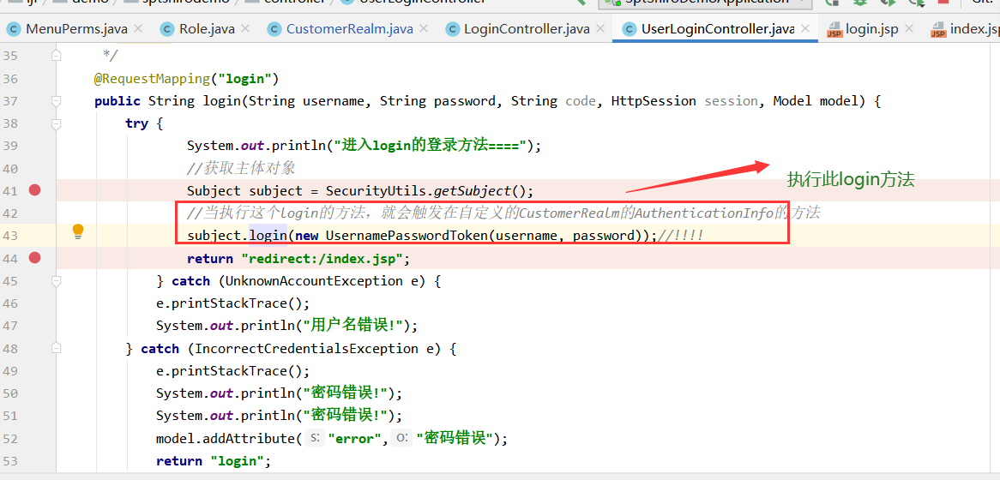 demo
sptshirodemo
controller
UserLoginController
SptShiroDemoApplication
Git:
MenuPerms.java
Role.java
CustomerRealm.java
LoginController.java
UserLoginController.java
login.jsp
index.jsp
35 */
36 @RequestMapping("login")
37 public String login(String username, String password, String code, HttpSession session, Model model) {
38 try {
39 System.out.println("进入login的登录方法====");
40 //获取主体对象
41 Subject subject = SecurityUtils.getSubject();
执行此login方法
42 //当执行这个login的方法，就会触发在自定义的CustomerRealm的AuthenticationInfo的方法
43 subject.login(new UsernamePasswordToken(username, password));//!!!!
44 return "redirect:/index.jsp";
45 } catch (UnknownAccountException e) {
46 e.printStackTrace();
47 System.out.println("用户名错误!");
48 } catch (IncorrectCredentialsException e) {
49 e.printStackTrace();
50 System.out.println("密码错误!");
51 System.out.println("密码错误!");
52 model.addAttribute( s: "error", o: "密码错误");
53 return "login";